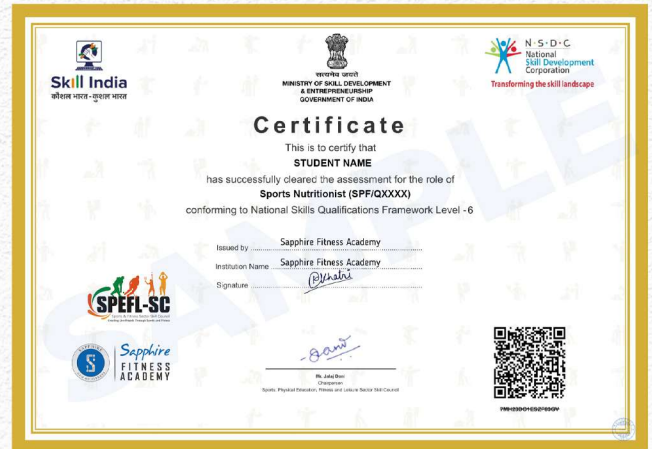 Skill India
कौशल भारत - कुशल भारत
सत्यमेव जयते
MINISTRY OF SKILL DEVELOPMENT
& ENTREPRENEURSHIP
GOVERNMENT OF INDIA
N·S·D·C
National
Skill Development
Corporation
Transforming the skill landscape
Certificate
This is to certify that
STUDENT NAME
has successfully cleared the assessment for the role of
Sports Nutritionist (SPF/QXXXX)
conforming to National Skills Qualifications Framework Level - 6
Issued by Sapphire Fitness Academy
Institution Name Sapphire Fitness Academy
Signature
SPEFL-SC
Sapphire
FITNESS
ACADEMY
Chairperson
Sports, Physical Education, Fitness and Leisure Sector Skill Council
SAMPLE